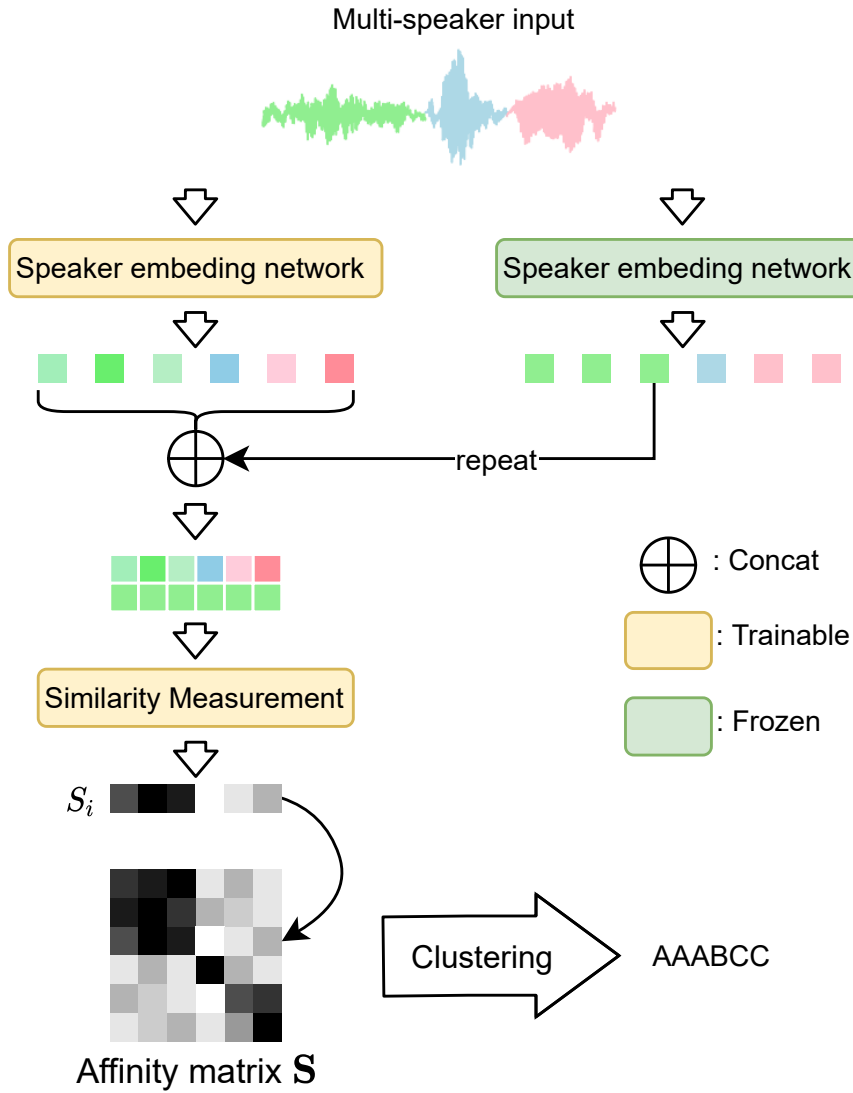 Multi-speaker input
Speaker embeding network
Speaker embeding network
repeat
: Concat
: Trainable
Similarity Measurement
: Frozen
S_i
Clustering
AAABCC
Affinity matrix S